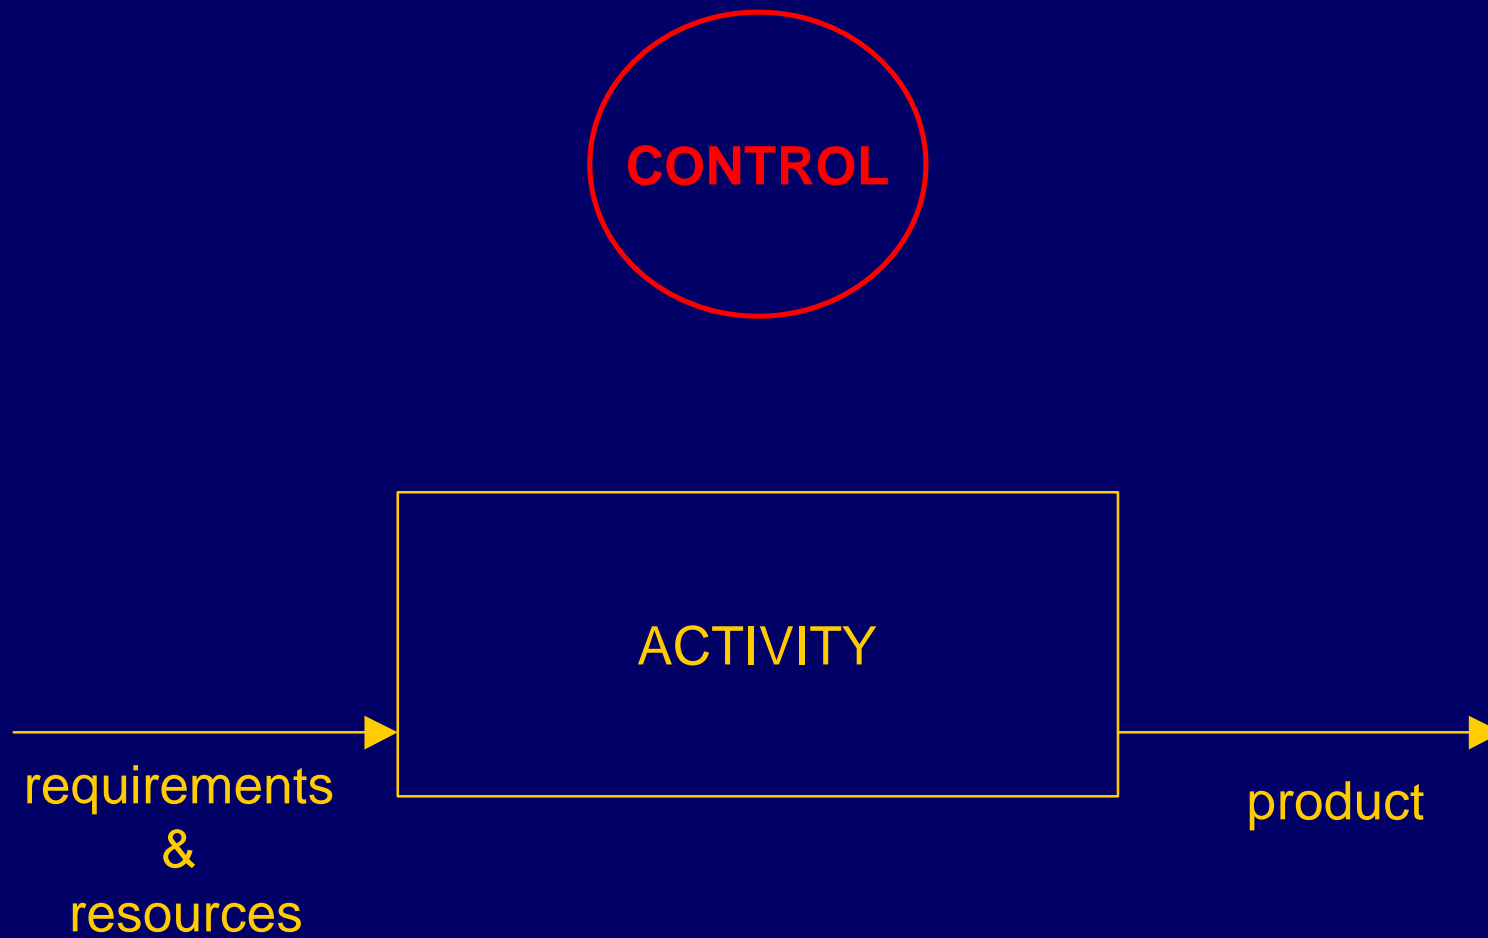 CONTROL
ACTIVITY
requirements
&
resources
product